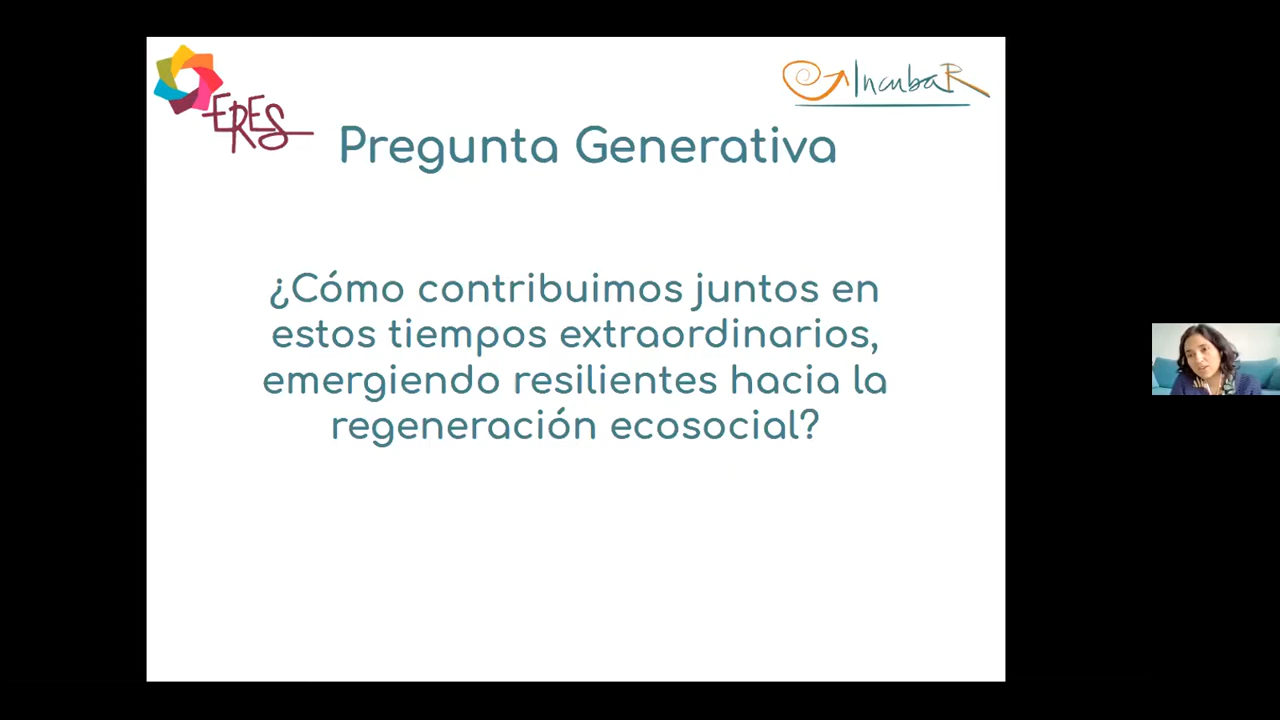 ERES
IncubaR
Pregunta Generativa
¿Cómo contribuimos juntos en
estos tiempos extraordinarios,
emergiendo resilientes hacia la
regeneración ecosocial?